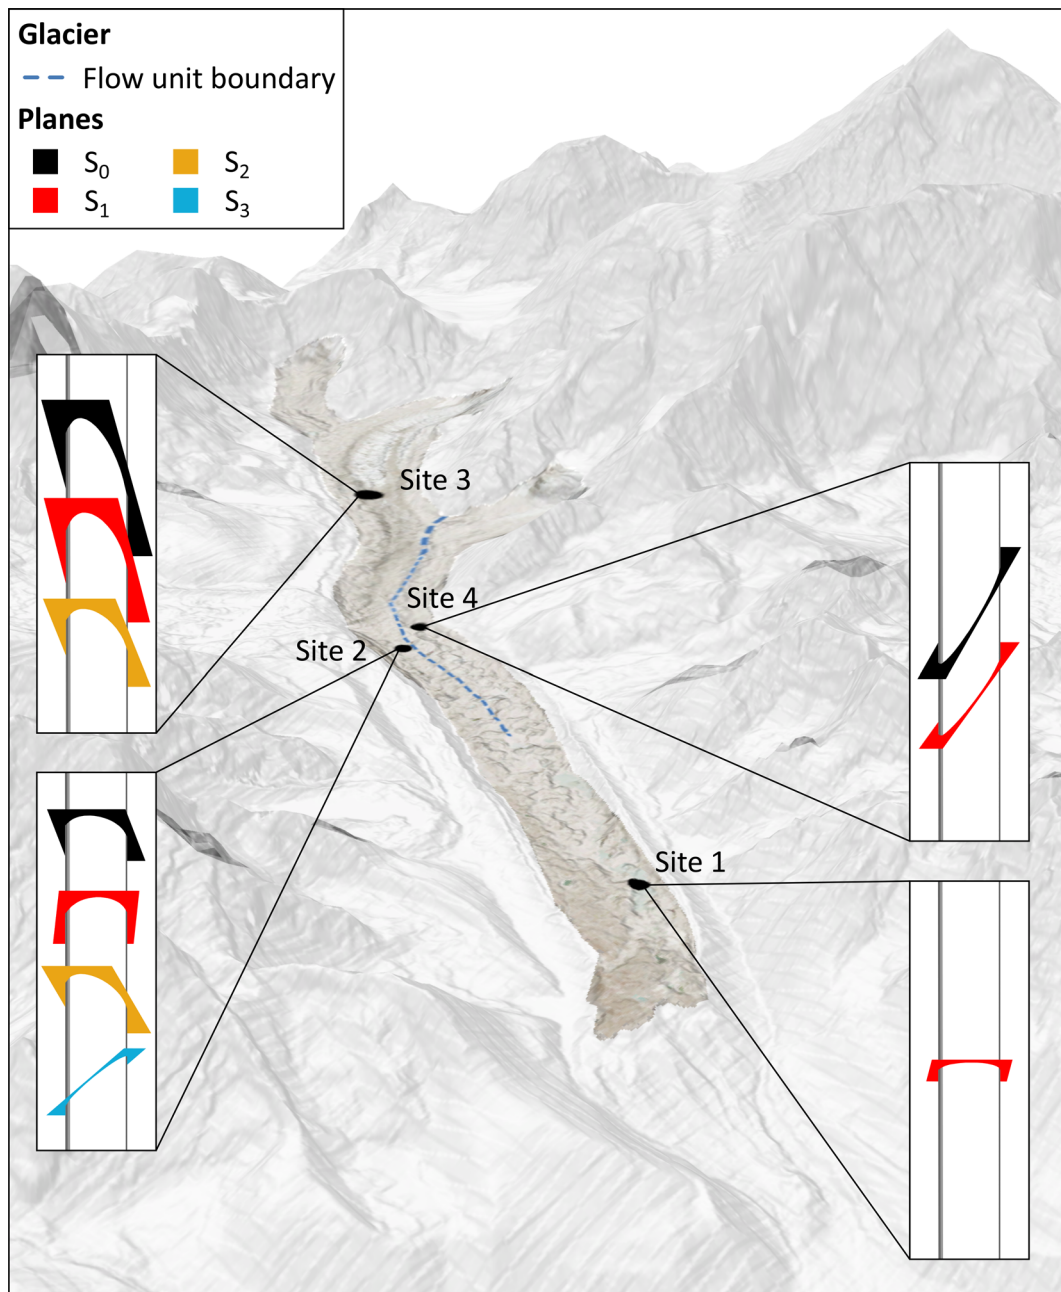 Glacier
Flow unit boundary
Planes
S₀ S₂
S₁ S₃
Site 3
Site 4
Site 2
Site 1